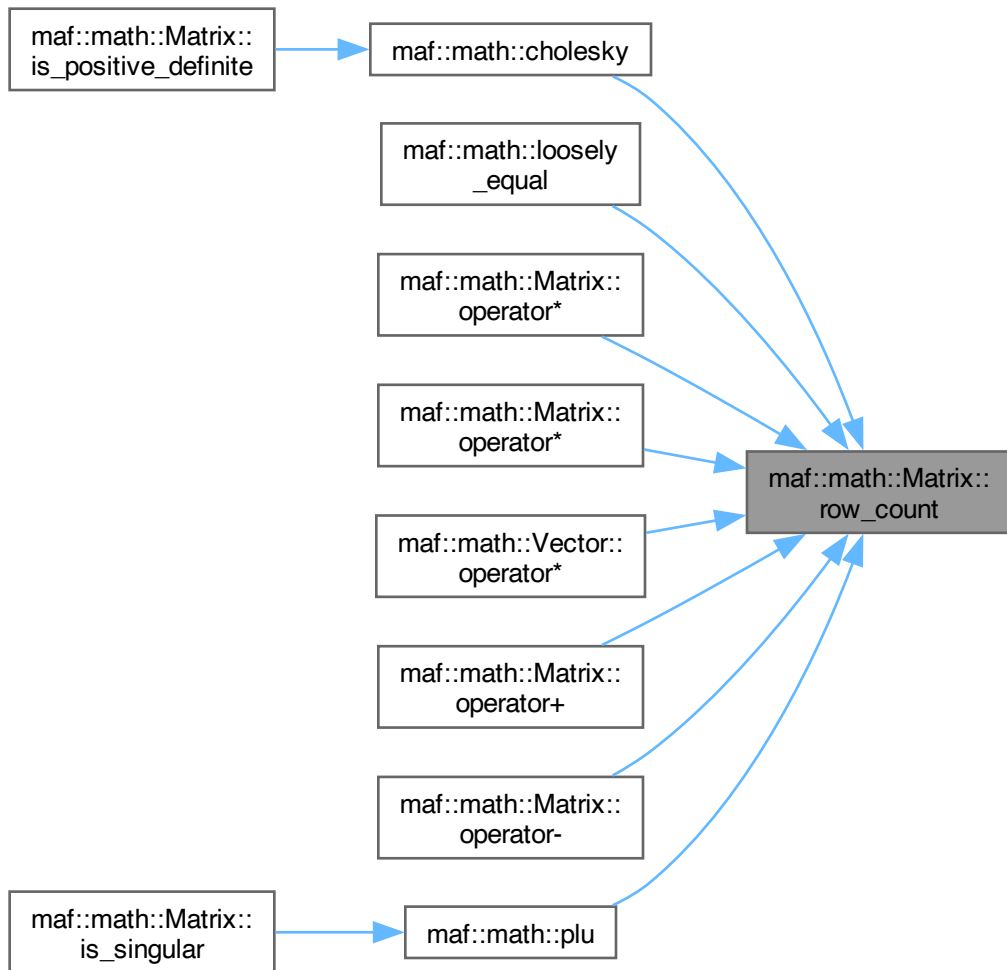 maf::math::Matrix::
is_positive_definite
maf::math::cholesky
maf::math::loosely
_equal
maf::math::Matrix::
operator*
maf::math::Matrix::
operator*
maf::math::Matrix::
row_count
maf::math::Vector::
operator*
maf::math::Matrix::
operator+
maf::math::Matrix::
operator-
maf::math::Matrix::
is_singular
maf::math::plu